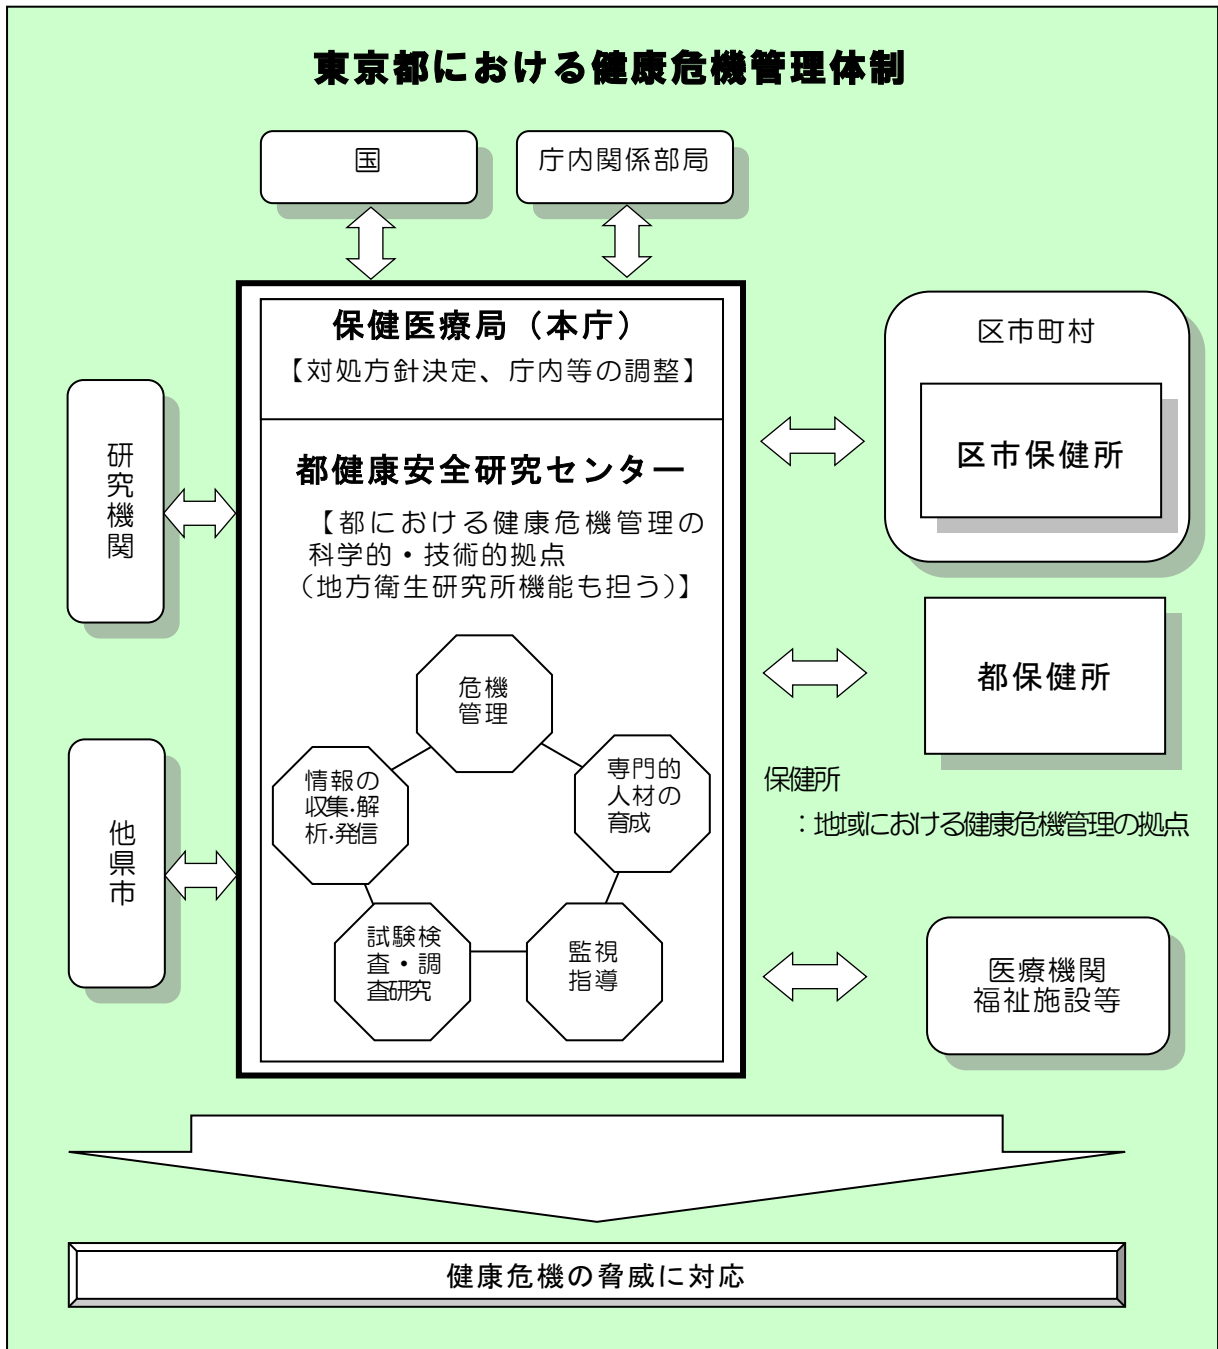 東京都における健康危機管理体制
国
庁内関係部局
保健医療局（本庁）
【対処方針決定、庁内等の調整】
都健康安全研究センター
【都における健康危機管理の
科学的・技術的拠点
（地方衛生研究所機能も担う）】
危機
管理
情報の
収集・解
析・発信
専門的
人材の
育成
試験検
査・調
査研究
監視
指導
研究機関
他県市
区市町村
区市保健所
都保健所
保健所
：地域における健康危機管理の拠点
医療機関
福祉施設等
健康危機の脅威に対応